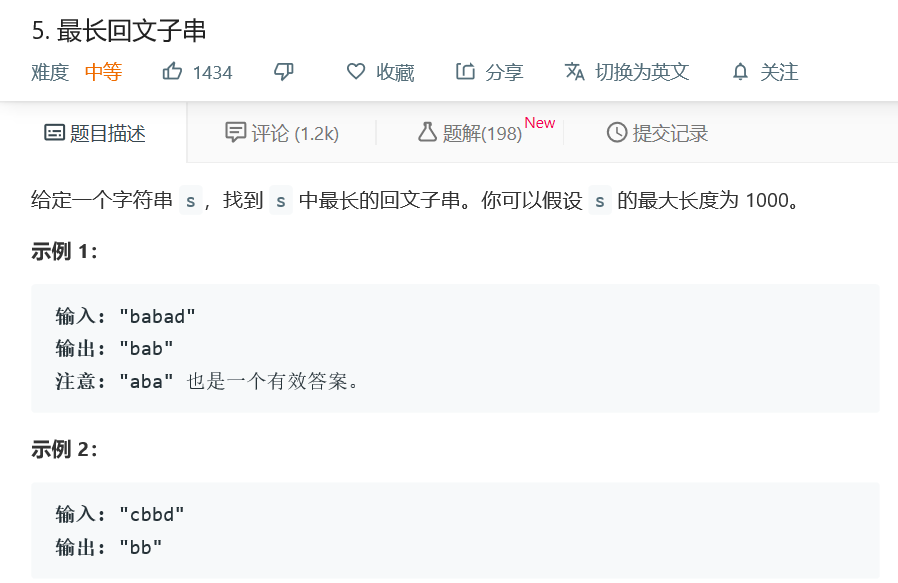 5. 最长回文子串
难度 中等 1434 收藏 分享 切换为英文 关注
题目描述 评论 (1.2k) 题解(198) New 提交记录
给定一个字符串 s，找到 s 中最长的回文子串。你可以假设 s 的最大长度为 1000。
示例 1：
输入: "babad"
输出: "bab"
注意: "aba" 也是一个有效答案。
示例 2：
输入: "cbbd"
输出: "bb"